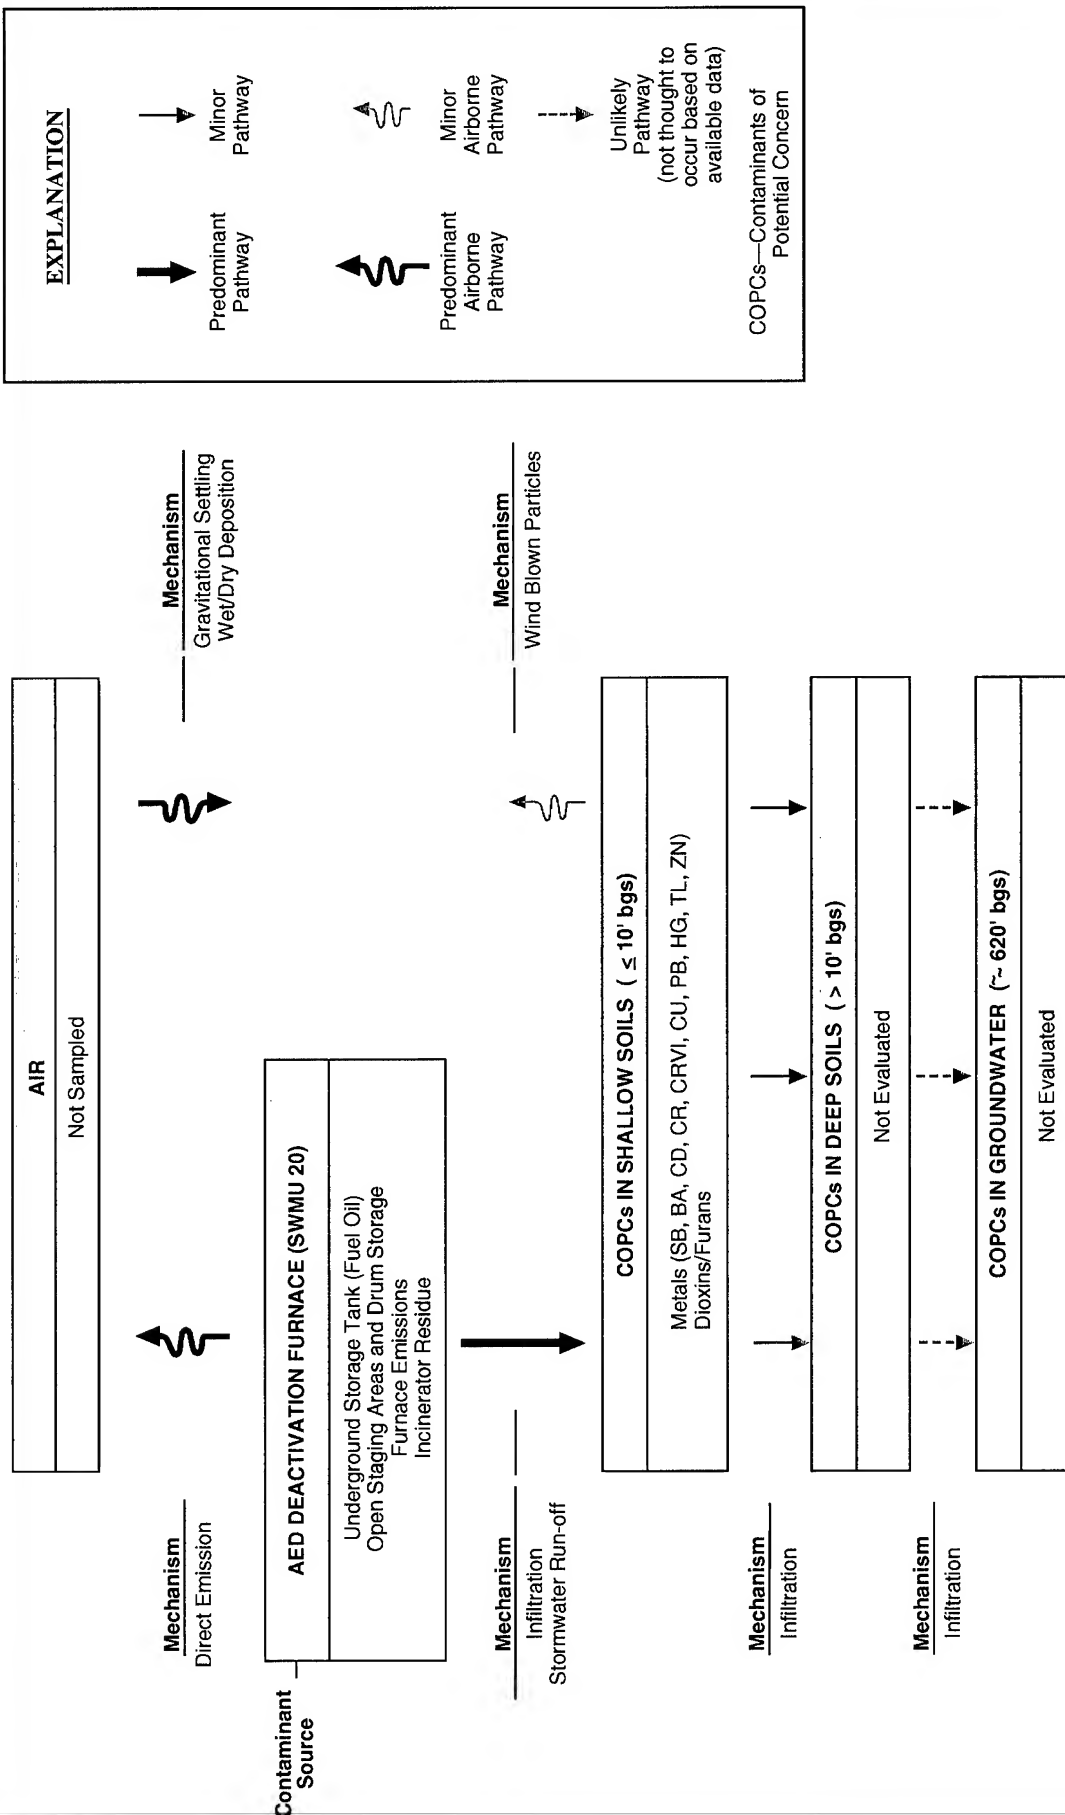 AIR
Not Sampled
Mechanism
Direct Emission
Mechanism
Gravitational Settling
Wet/Dry Deposition
Contaminant
Source
AED DEACTIVATION FURNACE (SWMU 20)
Underground Storage Tank (Fuel Oil)
Open Staging Areas and Drum Storage
Furnace Emissions
Incinerator Residue
Mechanism
Infiltration
Stormwater Run-off
Mechanism
Wind Blown Particles
COPCs IN SHALLOW SOILS ( ≤ 10' bgs)
Metals (SB, BA, CD, CR, CRVI, CU, PB, HG, TL, ZN)
Dioxins/Furans
Mechanism
Infiltration
COPCs IN DEEP SOILS ( > 10' bgs)
Not Evaluated
Mechanism
Infiltration
COPCs IN GROUNDWATER (~ 620' bgs)
Not Evaluated
EXPLANATION
Predominant
Pathway
Minor
Pathway
Predominant
Airborne
Pathway
Minor
Airborne
Pathway
Unlikely
Pathway
(not thought to
occur based on
available data)
COPCs—Contaminants of
Potential Concern